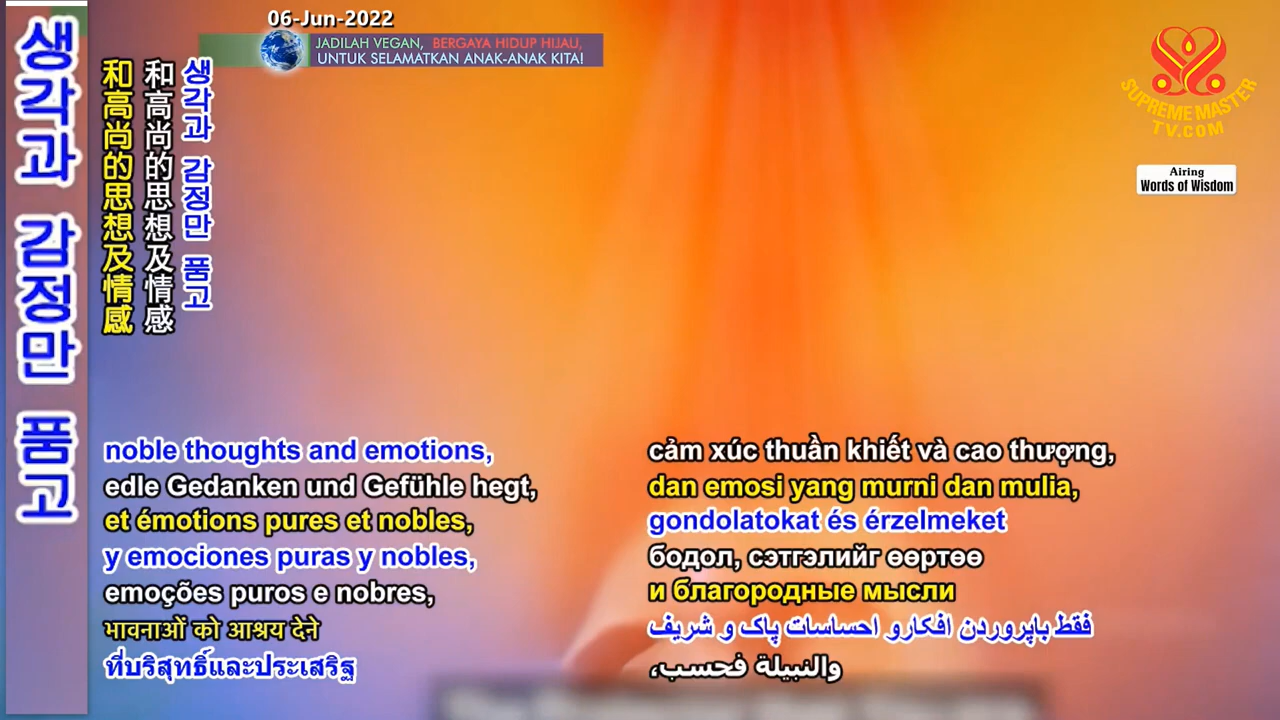 06-Jun-2022
JADILAH VEGAN, BERGAYA HIDUP HIJAU,
UNTUK SELAMATKAN ANAK-ANAK KITA!
SUPREME MASTER
TV.COM
Airing
Words of Wisdom
생각과 감정만 품고
和高尚的思想及情感
和高尚的思想及情感
생각과 감정만 품고
noble thoughts and emotions,
edle Gedanken und Gefühle hegt,
et émotions pures et nobles,
y emociones puras y nobles,
emoções puros e nobres,
भावनाओं को आश्रय देने
ที่บริสุทธิ์และประเสริฐ
cảm xúc thuần khiết và cao thượng,
dan emosi yang murni dan mulia,
gondolatokat és érzelmeket
бодол, сэтгэлийг өөртөө
и благородные мысли
فقط باپروردن افکارو احساسات پاک و شریف
والنبيلة فحسب،